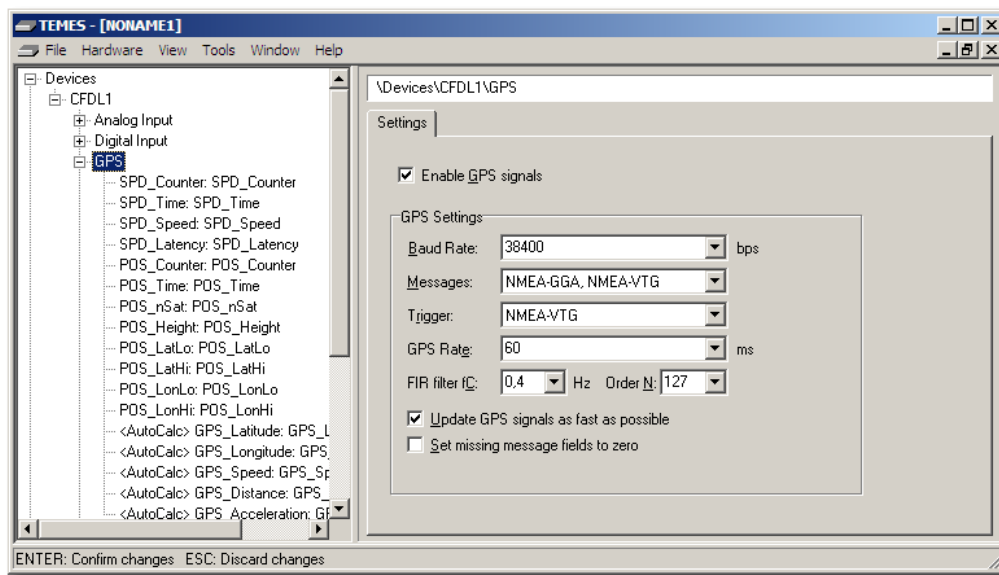 TEMES - [NONAME1]
File Hardware View Tools Window Help
Devices
CFDL1
Analog Input
Digital Input
GPS
SPD_Counter: SPD_Counter
SPD_Time: SPD_Time
SPD_Speed: SPD_Speed
SPD_Latency: SPD_Latency
POS_Counter: POS_Counter
POS_Time: POS_Time
POS_nSat: POS_nSat
POS_Height: POS_Height
POS_LatLo: POS_LatLo
POS_LatHi: POS_LatHi
POS_LonLo: POS_LonLo
POS_LonHi: POS_LonHi
<AutoCalc> GPS_Latitude: GPS_L
<AutoCalc> GPS_Longitude: GPS_
<AutoCalc> GPS_Speed: GPS_Sp
<AutoCalc> GPS_Distance: GPS_
<AutoCalc> GPS_Acceleration: GF
\Devices\CFDL1\GPS
Settings
Enable GPS signals
GPS Settings
Baud Rate: 38400 bps
Messages: NMEA-GGA, NMEA-VTG
Trigger: NMEA-VTG
GPS Rate: 60 ms
FIR filter fC: 0,4 Hz Order N: 127
Update GPS signals as fast as possible
Set missing message fields to zero
ENTER: Confirm changes ESC: Discard changes